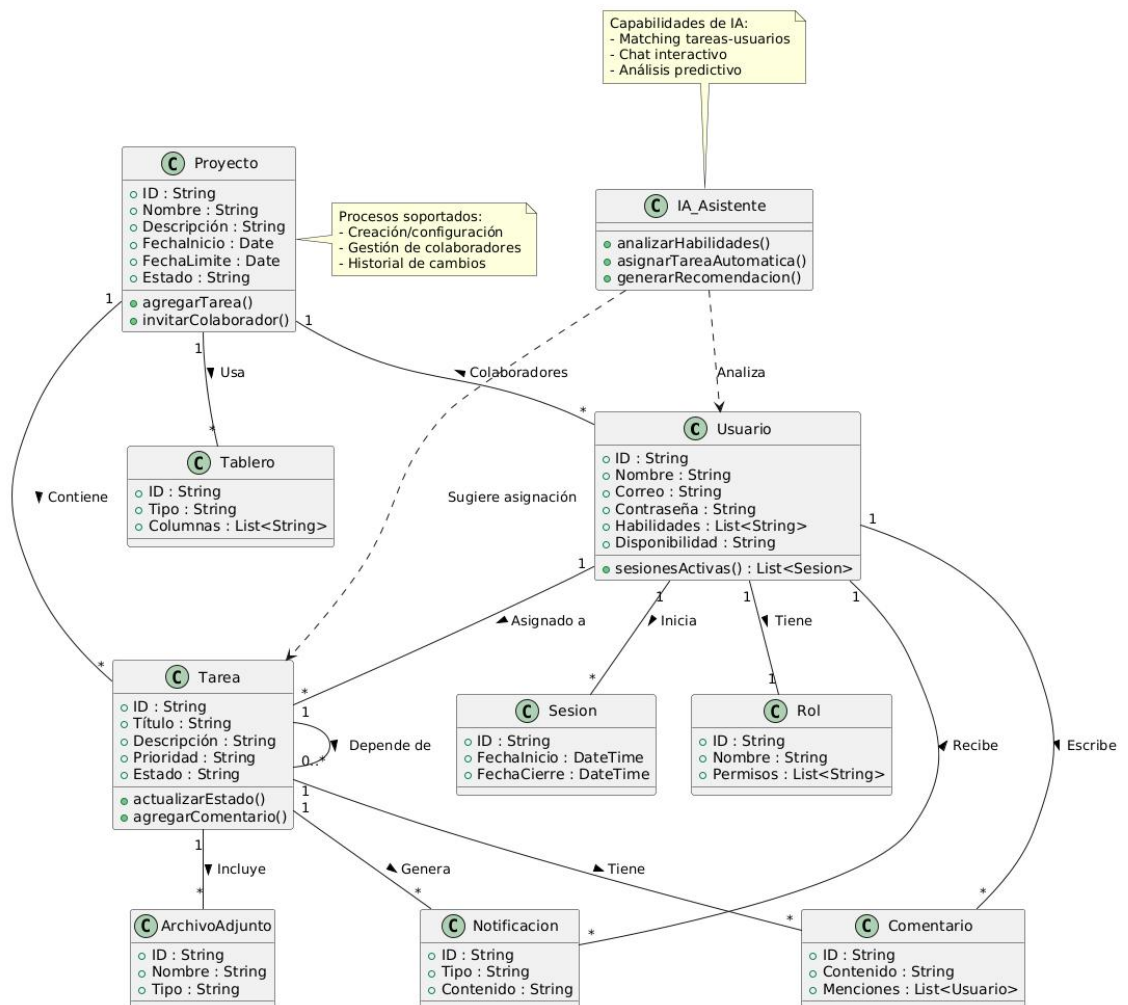 Capabilidades de IA:
- Matching tareas-usuarios
- Chat interactivo
- Análisis predictivo
C Proyecto
ID : String
Nombre : String
Descripción : String
FechaInicio : Date
FechaLimite : Date
Estado : String
agregarTarea()
invitarColaborador()
Procesos soportados:
- Creación/configuración
- Gestión de colaboradores
- Historial de cambios
C IA_Asistente
analizarHabilidades()
asignarTareaAutomatica()
generarRecomendacion()
1
1
1
Usa
Colaboradores
Analiza
*
*
C Tablero
ID : String
Tipo : String
Columnas : List<String>
C Usuario
ID : String
Nombre : String
Correo : String
Contraseña : String
Habilidades : List<String>
Disponibilidad : String
sesionesActivas() : List<Sesion>
Contiene
Sugiere asignación
1
1
1
1
1
Asignado a
Inicia
Tiene
*
*
*
1
C Tarea
ID : String
Título : String
Descripción : String
Prioridad : String
Estado : String
actualizarEstado()
agregarComentario()
1
Depende de
0..*
C Sesion
ID : String
FechaInicio : DateTime
FechaCierre : DateTime
C Rol
ID : String
Nombre : String
Permisos : List<String>
Recibe
Escribe
1
1
1
Incluye
Genera
Tiene
*
*
*
*
*
C ArchivoAdjunto
ID : String
Nombre : String
Tipo : String
C Notificacion
ID : String
Tipo : String
Contenido : String
C Comentario
ID : String
Contenido : String
Menciones : List<Usuario>